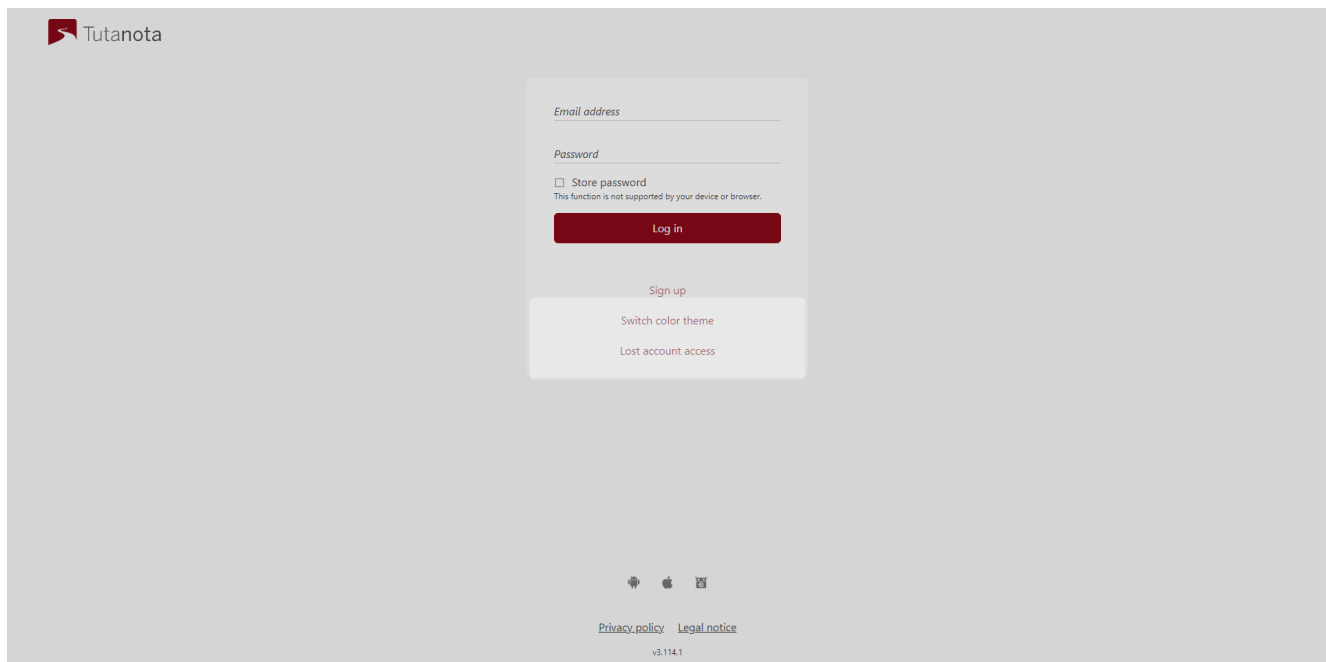 Tutanota
Email address
Password
Store password
This function is not supported by your device or browser.
Log in
Sign up
Switch color theme
Lost account access
Privacy policy Legal notice
v3.114.1